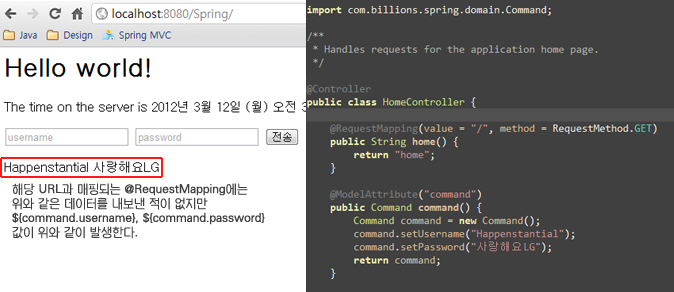 localhost:8080/Spring/
Java
Design
Spring MVC
Hello world!
The time on the server is 2012년 3월 12일 (월) 오전 3
username
password
전송
Happenstantial 사랑해요LG
해당 URL과 매핑되는 @RequestMapping에는
위와 같은 데이터를 내보낸 적이 없지만
${command.username}, ${command.password}
값이 위와 같이 발생한다.
import com.billions.spring.domain.Command;
/**
* Handles requests for the application home page.
*/
@Controller
public class HomeController {
@RequestMapping(value = "/", method = RequestMethod.GET)
public String home() {
return "home";
}
@ModelAttribute("command")
public Command command() {
Command command = new Command();
command.setUsername("Happenstantial");
command.setPassword("사랑해요LG");
return command;
}